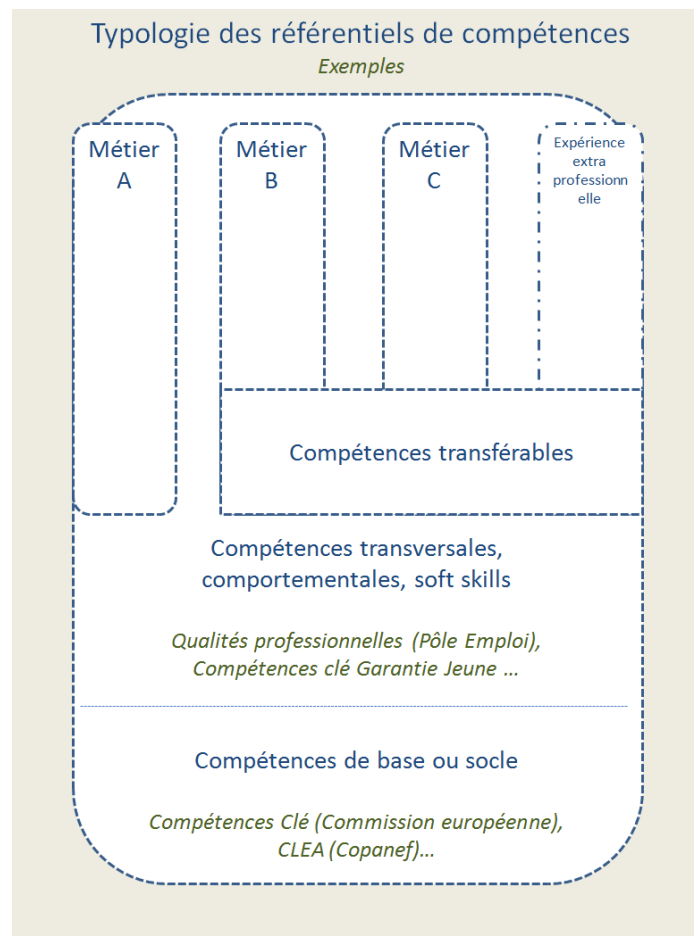 Typologie des référentiels de compétences
Exemples
Métier
A
Métier
B
Métier
C
Expérience
extra
professionn
elle
Compétences transférables
Compétences transversales,
comportementales, soft skills
Qualités professionnelles (Pôle Emploi),
Compétences clé Garantie Jeune ...
Compétences de base ou socle
Compétences Clé (Commission européenne),
CLEA (Copanef)...